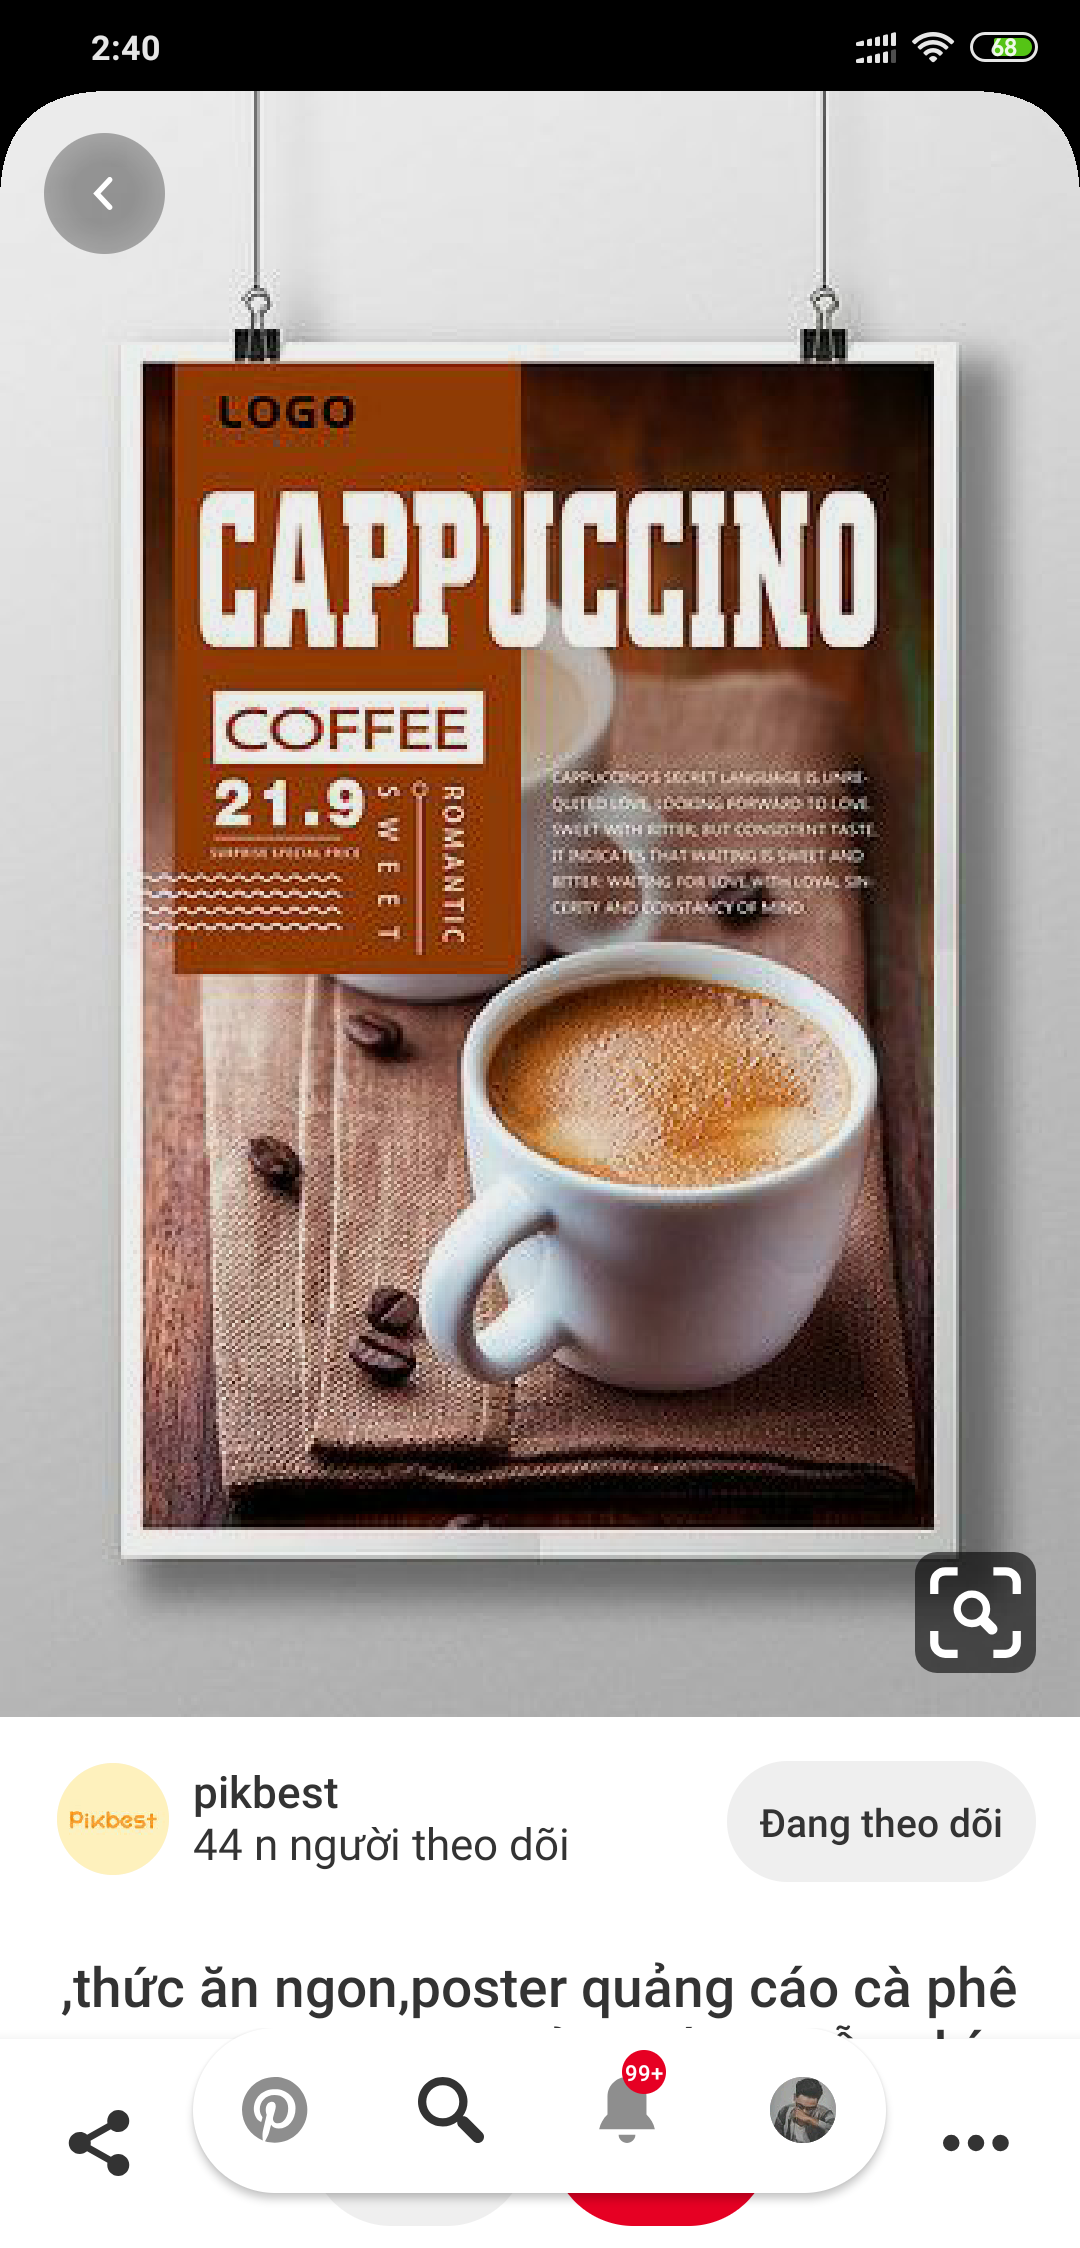 2:40
68
LOGO
CAPPUCCINO
COFFEE
21.9
SURPRISE SPECIAL PRICE
SWEET
ROMANTIC
CAPPUCCINO'S SECRET LANGUAGE IS UNRE-
QUITED LOVE, LOOKING FORWARD TO LOVE.
SWEET WITH BITTER, BUT CONSISTENT TASTE.
IT INDICATES THAT WAITING IS SWEET AND
BITTER: WAITING FOR LOVE WITH LOYAL SIN-
CERITY AND CONSTANCY OF MIND.
Pikbest
pikbest
44 n người theo dõi
Đang theo dõi
,thức ăn ngon,poster quảng cáo cà phê
99+